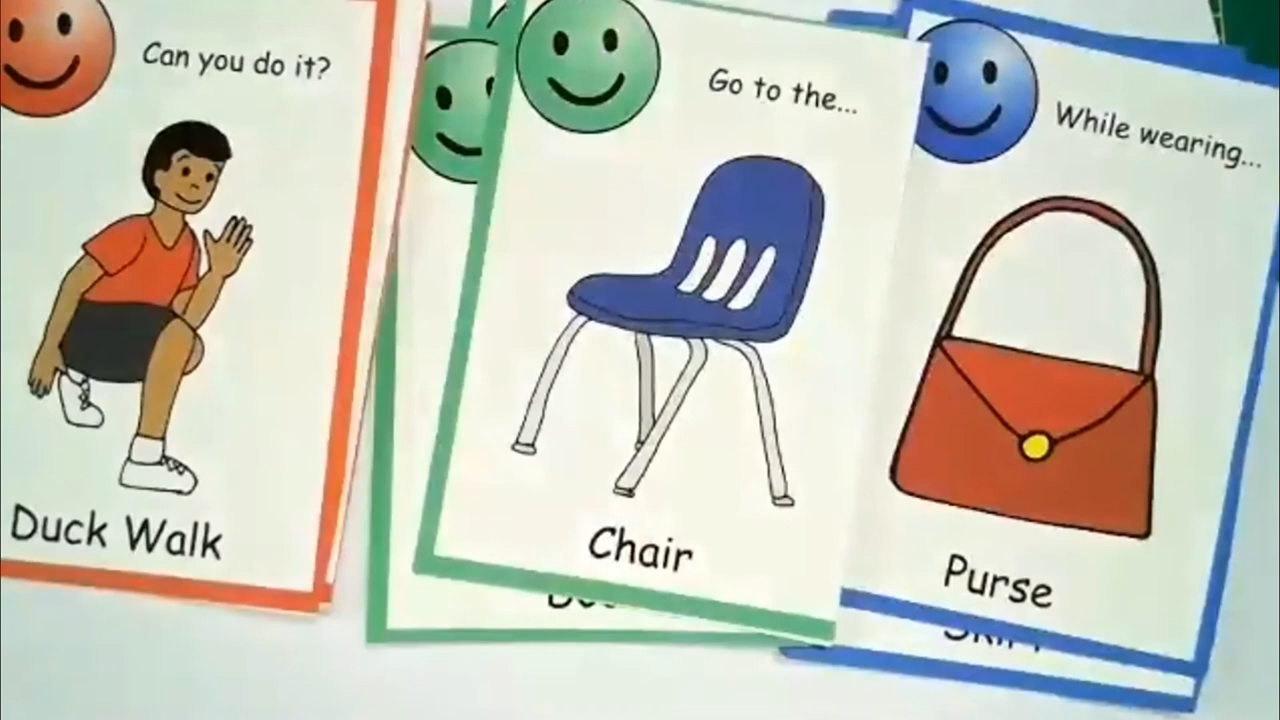 Can you do it?
Duck Walk
Go to the...
Chair
While wearing...
Purse